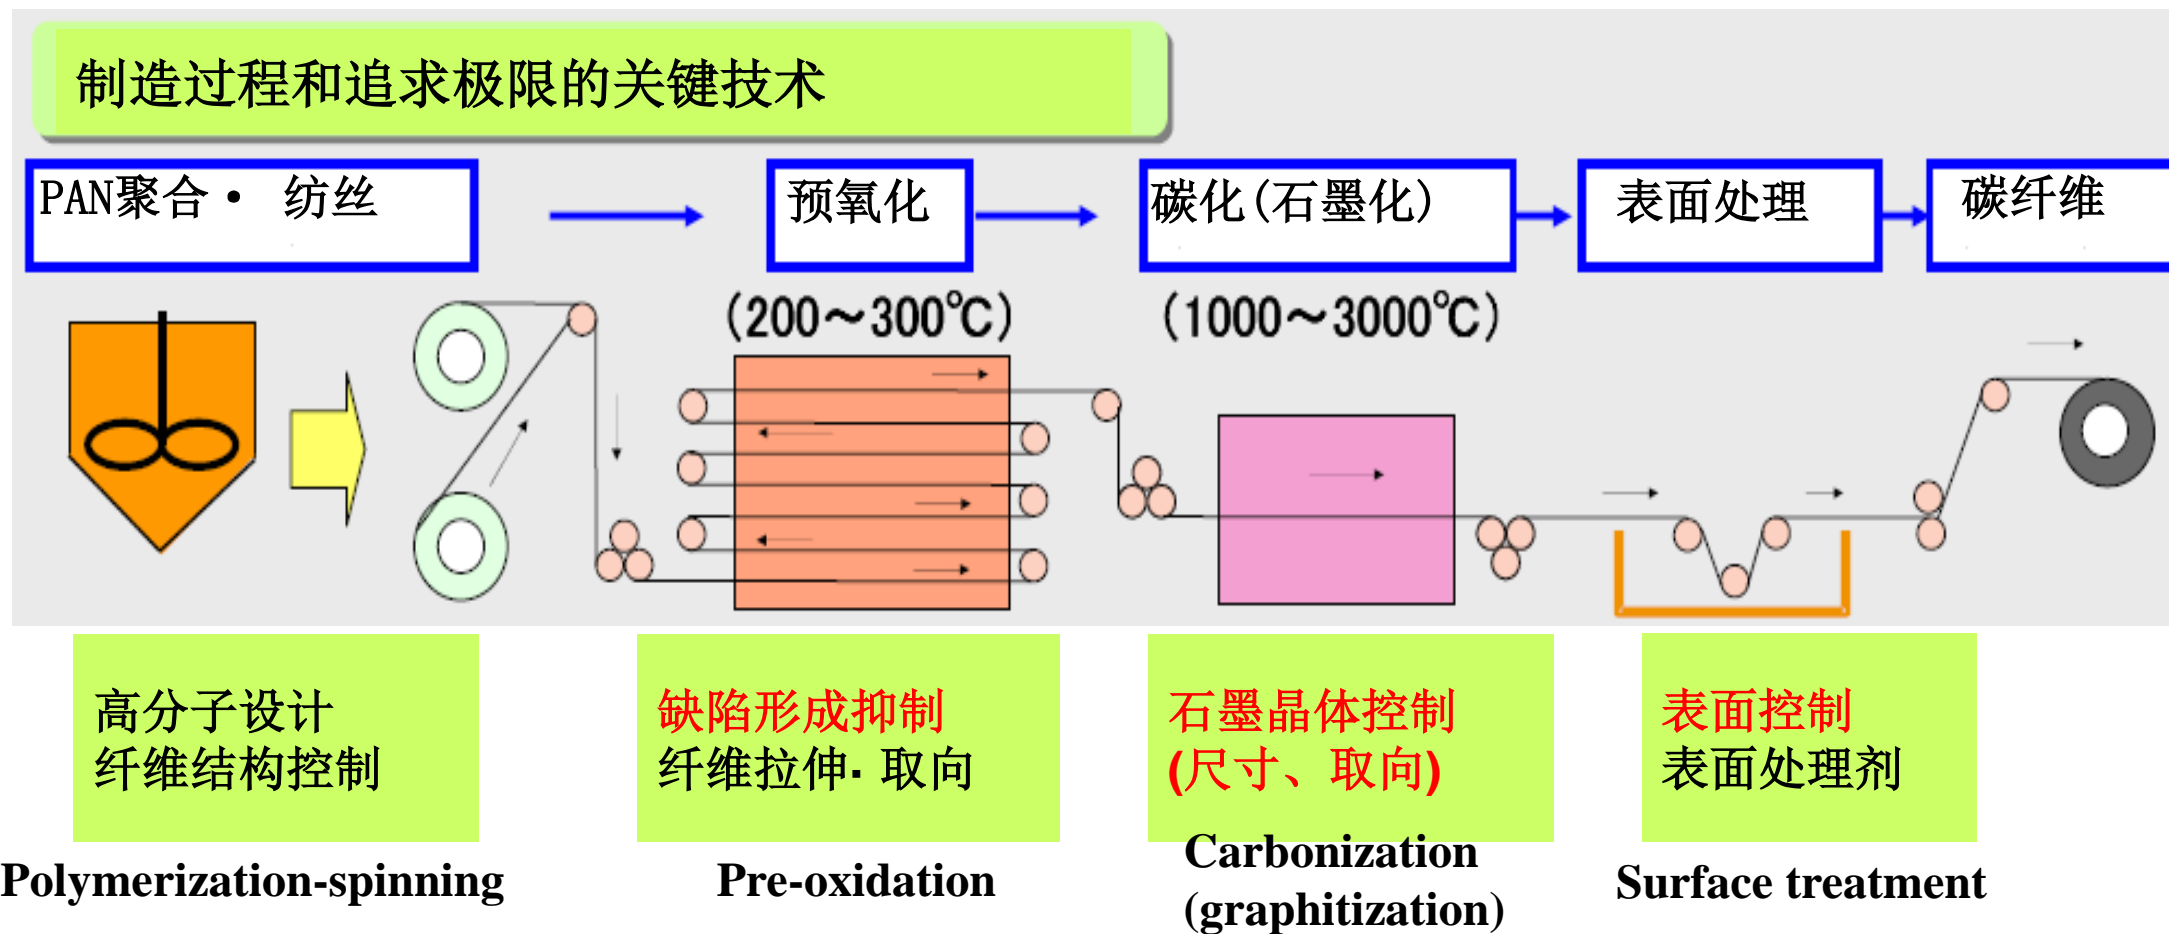 制造过程和追求极限的关键技术
PAN聚合· 纺丝
预氧化
碳化(石墨化)
表面处理
碳纤维
(200～300℃)
(1000～3000℃)
高分子设计
纤维结构控制
缺陷形成抑制
纤维拉伸· 取向
石墨晶体控制
(尺寸、取向)
表面控制
表面处理剂
Polymerization-spinning
Pre-oxidation
Carbonization
(graphitization)
Surface treatment